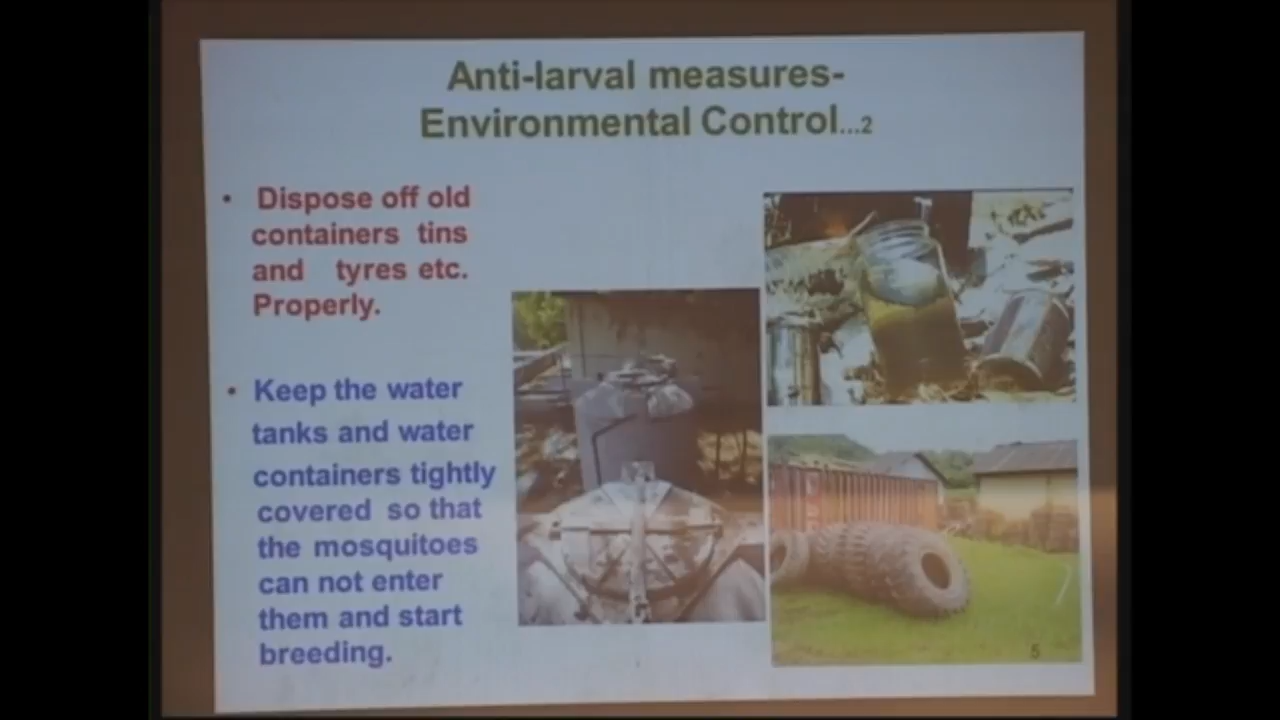 Anti-larval measures-
Environmental Control...2
• Dispose off old
containers tins
and tyres etc.
Properly.
• Keep the water
tanks and water
containers tightly
covered so that
the mosquitoes
can not enter
them and start
breeding.
5